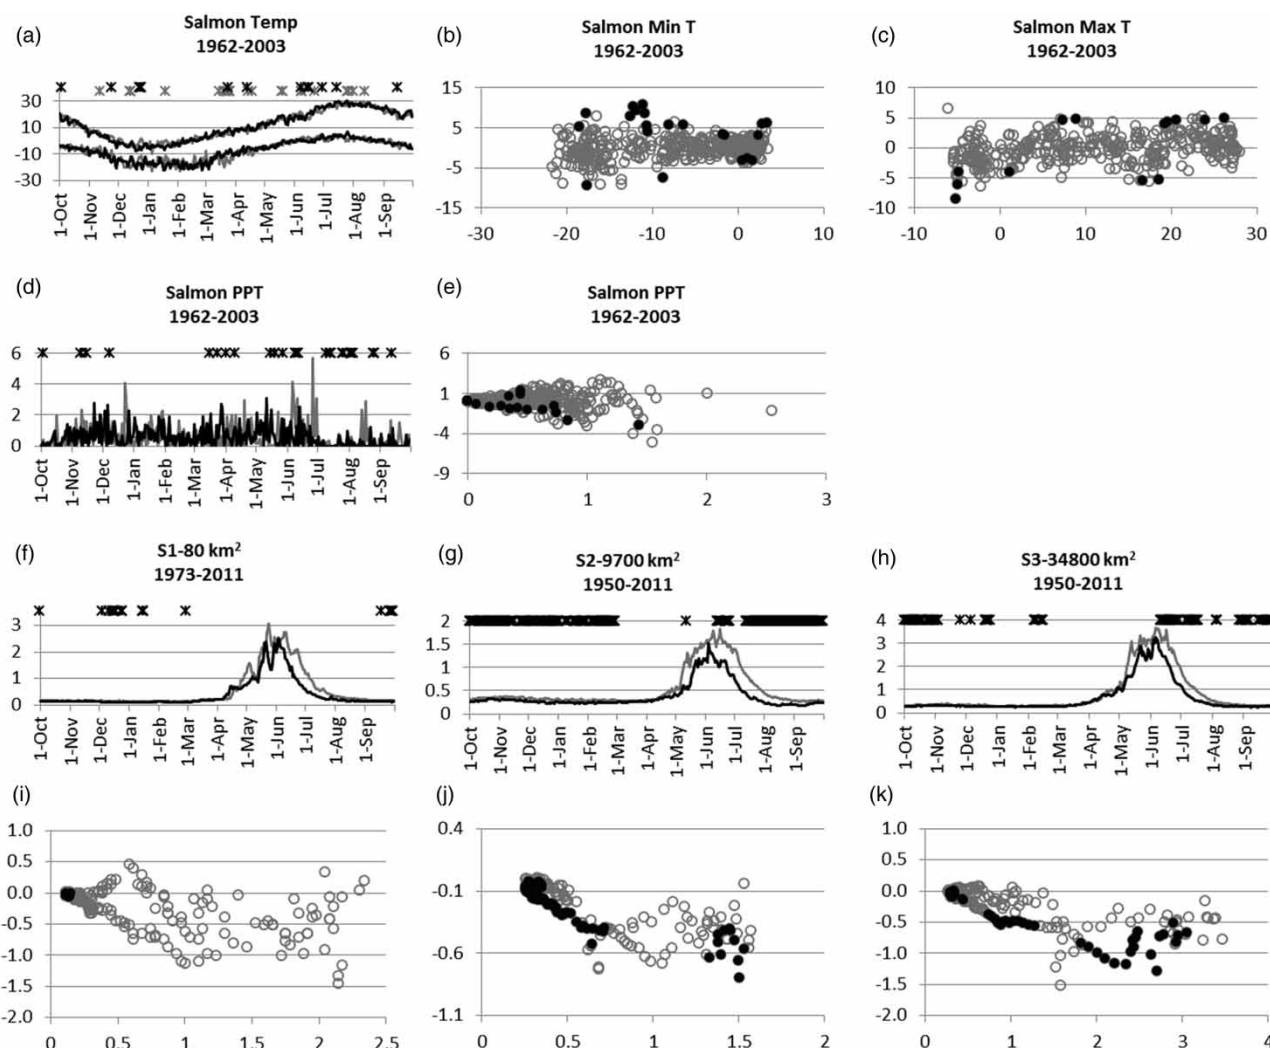 (a) Salmon Temp
1962-2003
30
10
-10
-30
1-Oct 1-Nov 1-Dec 1-Jan 1-Feb 1-Mar 1-Apr 1-May 1-Jun 1-Jul 1-Aug 1-Sep
(b) Salmon Min T
1962-2003
15
5
-5
-15
-30 -20 -10 0 10
(c) Salmon Max T
1962-2003
10
5
0
-5
-10
-10 0 10 20 30
(d) Salmon PPT
1962-2003
6
4
2
0
1-Oct 1-Nov 1-Dec 1-Jan 1-Feb 1-Mar 1-Apr 1-May 1-Jun 1-Jul 1-Aug 1-Sep
(e) Salmon PPT
1962-2003
6
1
-4
-9
0 1 2 3
(f) S1-80 km²
1973-2011
3
2
1
0
1-Oct 1-Nov 1-Dec 1-Jan 1-Feb 1-Mar 1-Apr 1-May 1-Jun 1-Jul 1-Aug 1-Sep
(g) S2-9700 km²
1950-2011
2
1.5
1
0.5
0
1-Oct 1-Nov 1-Dec 1-Jan 1-Feb 1-Mar 1-Apr 1-May 1-Jun 1-Jul 1-Aug 1-Sep
(h) S3-34800 km²
1950-2011
4
3
2
1
0
1-Oct 1-Nov 1-Dec 1-Jan 1-Feb 1-Mar 1-Apr 1-May 1-Jun 1-Jul 1-Aug 1-Sep
(i)
1.0
0.5
0.0
-0.5
-1.0
-1.5
-2.0
0 0.5 1 1.5 2 2.5
(j)
0.4
-0.1
-0.6
-1.1
0 0.5 1 1.5 2
(k)
1.0
0.5
0.0
-0.5
-1.0
-1.5
-2.0
0 1 2 3 4